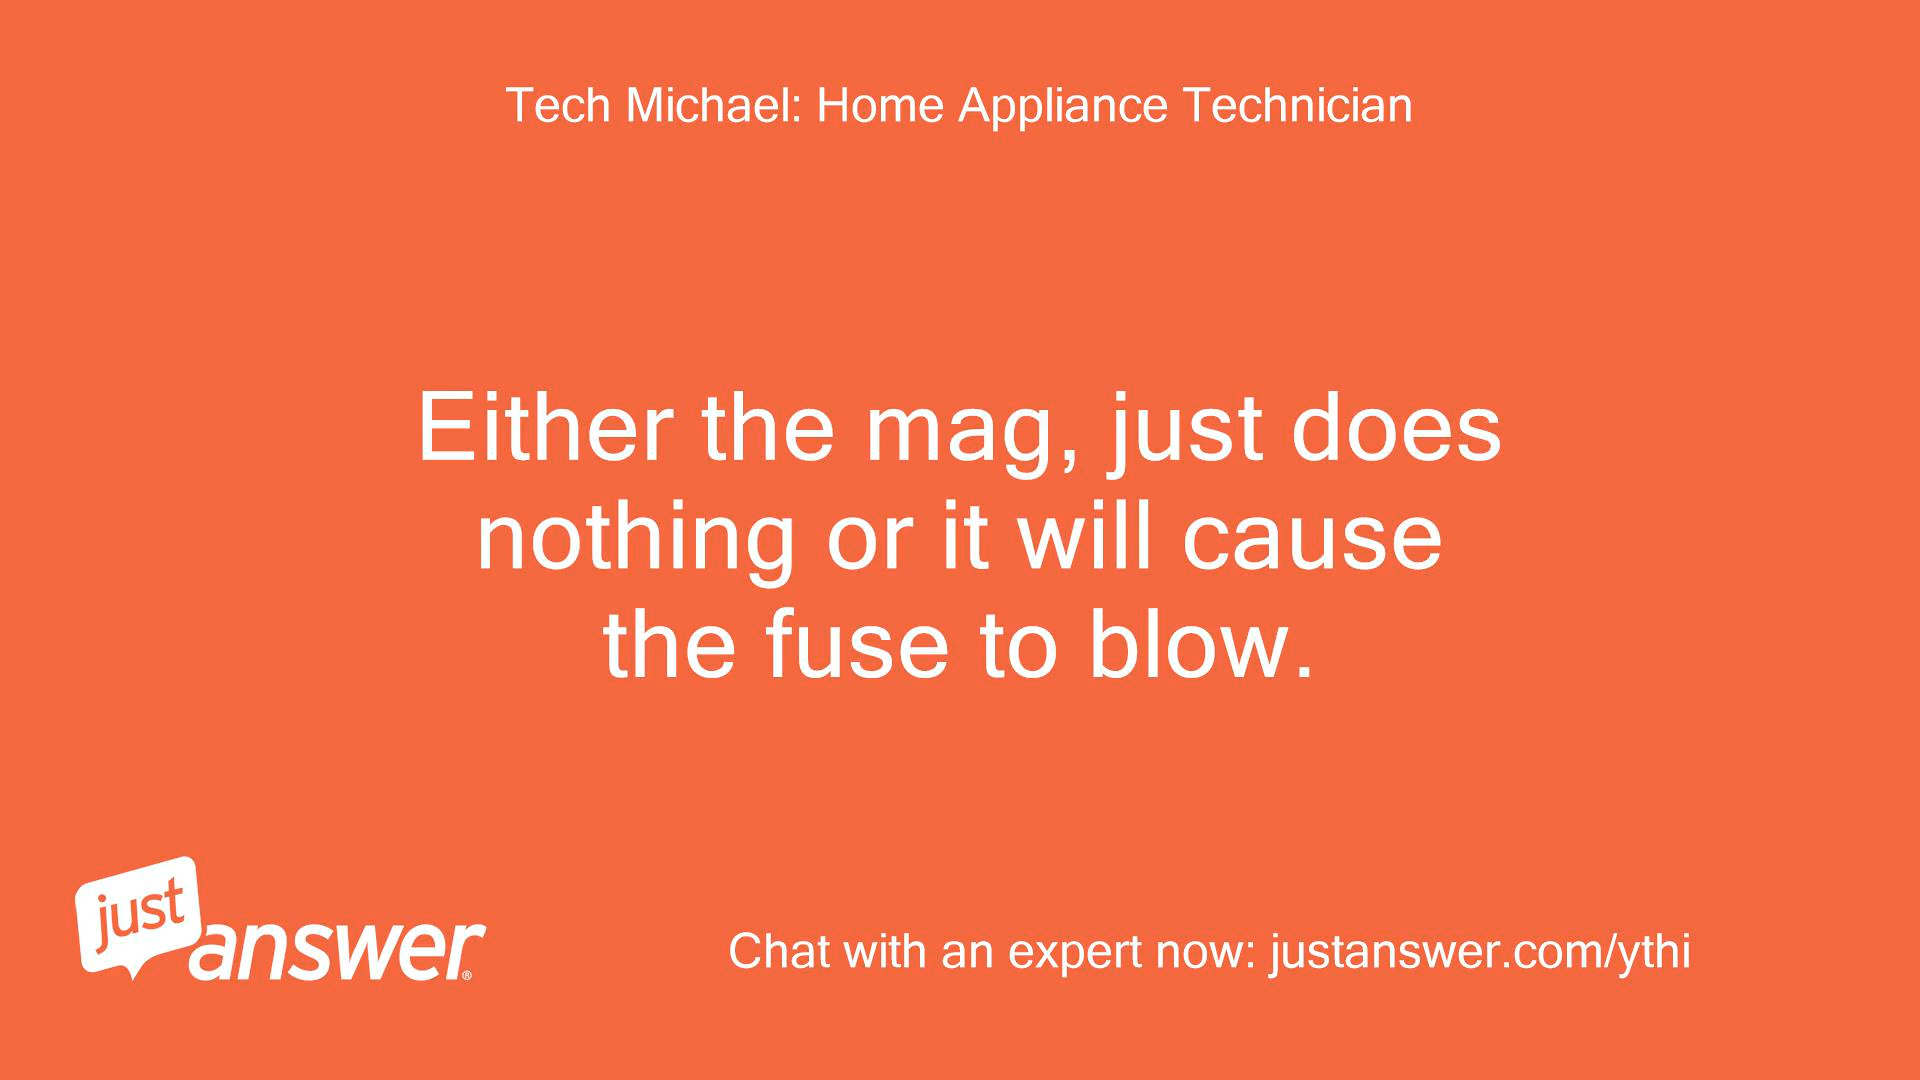 Tech Michael: Home Appliance Technician
Either the mag, just does
nothing or it will cause
the fuse to blow.
just
answer®
Chat with an expert now: justanswer.com/ythi